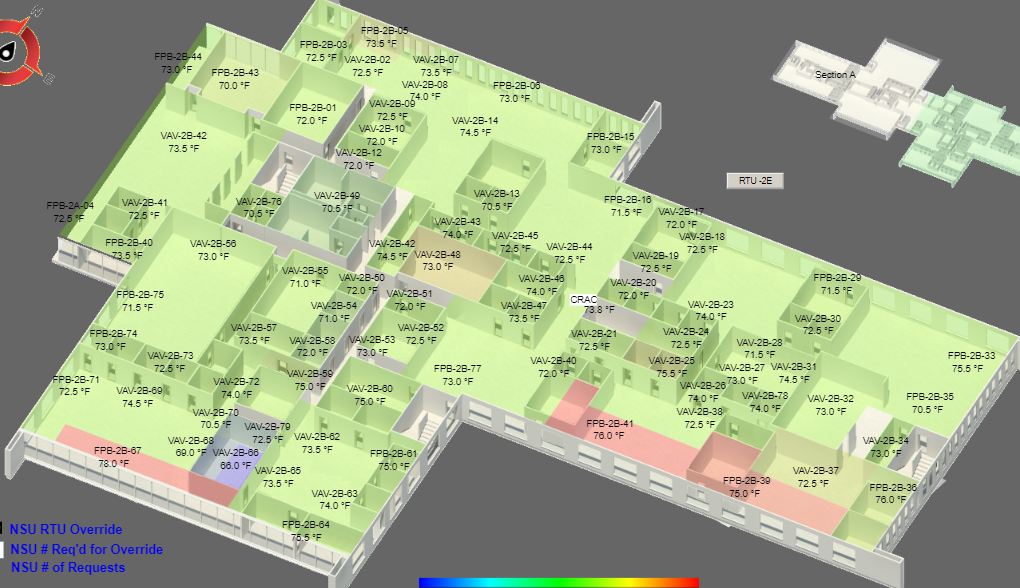 FPB-2B-05
73.5 °F
FPB-2B-03
72.5 °F
FPB-2B-44
73.0 °F
VAV-2B-02
72.5 °F
VAV-2B-07
73.5 °F
FPB-2B-43
70.0 °F
VAV-2B-08
74.0 °F
FPB-2B-06
73.0 °F
Section A
FPB-2B-01
72.0 °F
VAV-2B-09
72.5 °F
VAV-2B-14
74.5 °F
VAV-2B-10
72.0 °F
VAV-2B-42
73.5 °F
FPB-2B-15
73.0 °F
VAV-2B-12
72.0 °F
RTU -2E
VAV-2B-49
70.5 °F
VAV-2B-13
70.5 °F
VAV-2B-76
70.5 °F
FPB-2A-04
72.5 °F
VAV-2B-41
72.5 °F
FPB-2B-16
71.5 °F
VAV-2B-17
72.0 °F
VAV-2B-43
74.0 °F
VAV-2B-45
72.5 °F
VAV-2B-18
72.5 °F
FPB-2B-40
73.5 °F
VAV-2B-56
73.0 °F
VAV-2B-42
74.5 °F
VAV-2B-44
72.5 °F
VAV-2B-48
73.0 °F
VAV-2B-19
72.5 °F
VAV-2B-55
71.0 °F
VAV-2B-50
72.0 °F
VAV-2B-46
74.0 °F
VAV-2B-20
72.0 °F
FPB-2B-29
71.5 °F
FPB-2B-75
71.5 °F
VAV-2B-51
72.0 °F
CRAC
73.8 °F
VAV-2B-54
71.0 °F
VAV-2B-47
73.5 °F
VAV-2B-23
74.0 °F
VAV-2B-30
72.5 °F
VAV-2B-57
73.5 °F
VAV-2B-52
72.5 °F
FPB-2B-74
73.0 °F
VAV-2B-58
72.0 °F
VAV-2B-53
73.0 °F
VAV-2B-21
72.5 °F
VAV-2B-24
72.5 °F
VAV-2B-28
71.5 °F
VAV-2B-73
72.5 °F
FPB-2B-33
75.5 °F
VAV-2B-40
72.0 °F
VAV-2B-25
75.5 °F
VAV-2B-27
73.0 °F
VAV-2B-31
74.5 °F
FPB-2B-77
73.0 °F
VAV-2B-59
75.0 °F
FPB-2B-71
72.5 °F
VAV-2B-72
74.0 °F
VAV-2B-26
74.0 °F
VAV-2B-69
74.5 °F
VAV-2B-60
75.0 °F
VAV-2B-78
74.0 °F
VAV-2B-32
73.0 °F
FPB-2B-35
70.5 °F
VAV-2B-70
70.5 °F
VAV-2B-38
72.5 °F
FPB-2B-41
76.0 °F
VAV-2B-79
72.5 °F
VAV-2B-62
73.5 °F
VAV-2B-68
69.0 °F
VAV-2B-34
73.0 °F
FPB-2B-67
78.0 °F
VAV-2B-66
66.0 °F
FPB-2B-61
75.0 °F
VAV-2B-65
73.5 °F
VAV-2B-37
72.5 °F
FPB-2B-39
75.0 °F
FPB-2B-36
76.0 °F
VAV-2B-63
74.0 °F
FPB-2B-64
75.5 °F
NSU RTU Override
NSU # Req'd for Override
NSU # of Requests